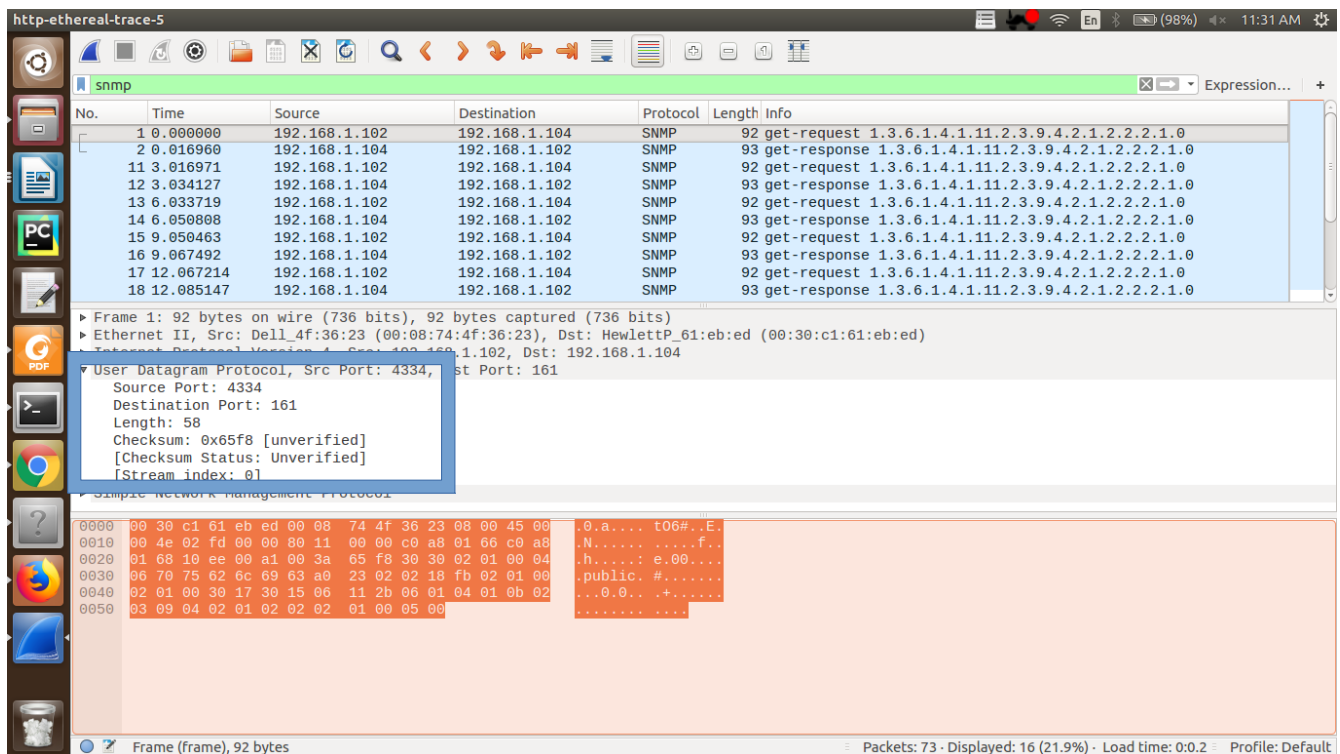 http-ethereal-trace-5 En (98%) 11:31 AM
snmp Expression... +
No. Time Source Destination Protocol Length Info
1 0.000000 192.168.1.102 192.168.1.104 SNMP 92 get-request 1.3.6.1.4.1.11.2.3.9.4.2.1.2.2.2.1.0
2 0.016960 192.168.1.104 192.168.1.102 SNMP 93 get-response 1.3.6.1.4.1.11.2.3.9.4.2.1.2.2.2.1.0
11 3.016971 192.168.1.102 192.168.1.104 SNMP 92 get-request 1.3.6.1.4.1.11.2.3.9.4.2.1.2.2.2.1.0
12 3.034127 192.168.1.104 192.168.1.102 SNMP 93 get-response 1.3.6.1.4.1.11.2.3.9.4.2.1.2.2.2.1.0
13 6.033719 192.168.1.102 192.168.1.104 SNMP 92 get-request 1.3.6.1.4.1.11.2.3.9.4.2.1.2.2.2.1.0
14 6.050808 192.168.1.104 192.168.1.102 SNMP 93 get-response 1.3.6.1.4.1.11.2.3.9.4.2.1.2.2.2.1.0
15 9.050463 192.168.1.102 192.168.1.104 SNMP 92 get-request 1.3.6.1.4.1.11.2.3.9.4.2.1.2.2.2.1.0
16 9.067492 192.168.1.104 192.168.1.102 SNMP 93 get-response 1.3.6.1.4.1.11.2.3.9.4.2.1.2.2.2.1.0
17 12.067214 192.168.1.102 192.168.1.104 SNMP 92 get-request 1.3.6.1.4.1.11.2.3.9.4.2.1.2.2.2.1.0
18 12.085147 192.168.1.104 192.168.1.102 SNMP 93 get-response 1.3.6.1.4.1.11.2.3.9.4.2.1.2.2.2.1.0
Frame 1: 92 bytes on wire (736 bits), 92 bytes captured (736 bits)
Ethernet II, Src: Dell_4f:36:23 (00:08:74:4f:36:23), Dst: HewlettP_61:eb:ed (00:30:c1:61:eb:ed)
Internet Protocol Version 4, Src: 192.168.1.102, Dst: 192.168.1.104
User Datagram Protocol, Src Port: 4334, st Port: 161
Source Port: 4334
Destination Port: 161
Length: 58
Checksum: 0x65f8 [unverified]
[Checksum Status: Unverified]
[Stream index: 0]
Simple Network Management Protocol
0000 00 30 c1 61 eb ed 00 08 74 4f 36 23 08 00 45 00 .0.a.... tO6#..E.
0010 00 4e 02 fd 00 00 80 11 00 00 c0 a8 01 66 c0 a8 .N...... .....f..
0020 01 68 10 ee 00 a1 00 3a 65 f8 30 30 02 01 00 04 .h.....: e.00....
0030 06 70 75 62 6c 69 63 a0 23 02 02 18 fb 02 01 00 .public. #.......
0040 02 01 00 30 17 30 15 06 11 2b 06 01 04 01 0b 02 ...0.0.. .+......
0050 03 09 04 02 01 02 02 02 01 00 05 00 ........ ....
PC
PDF
Frame (frame), 92 bytes Packets: 73 · Displayed: 16 (21.9%) · Load time: 0:0.2 Profile: Default